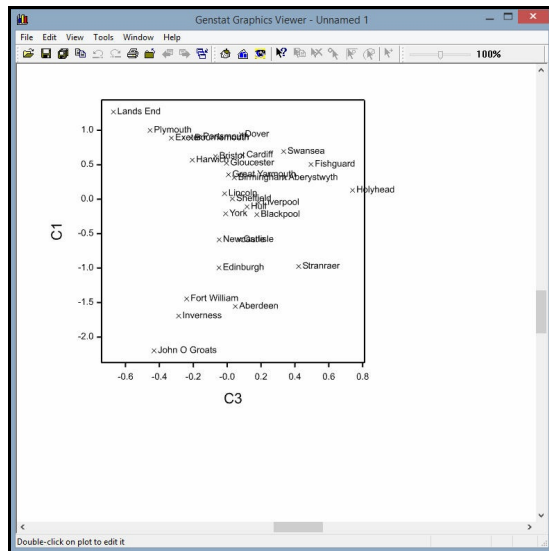 Genstat Graphics Viewer - Unnamed 1
File Edit View Tools Window Help
100%
Lands End
Plymouth
Exeter Bournemouth Portsmouth Dover
Swansea
Bristol Cardiff
Harwich Gloucester Fishguard
Great Yarmouth
Birmingham Aberystwyth
Holyhead
Lincoln
Sheffield Liverpool
Hull
York Blackpool
Newcastle Carlisle
Edinburgh Stranraer
Fort William
Aberdeen
Inverness
John O Groats
1.0
0.5
0.0
-0.5
-1.0
-1.5
-2.0
C1
-0.6 -0.4 -0.2 -0.0 0.2 0.4 0.6 0.8
C3
Double-click on plot to edit it